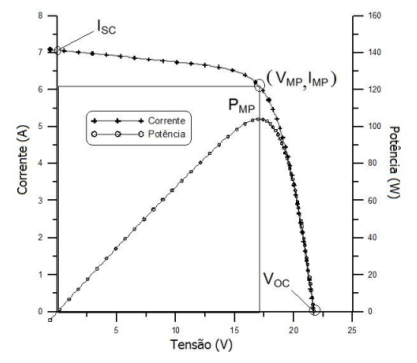 8
7
6
5
4
3
2
1
0
Corrente (A)
I_SC
(V_MP, I_MP)
P_MP
Corrente
Potência
V_OC
160
140
120
100
80
60
40
20
0
Potência (W)
5
10
15
20
25
Tensão (V)